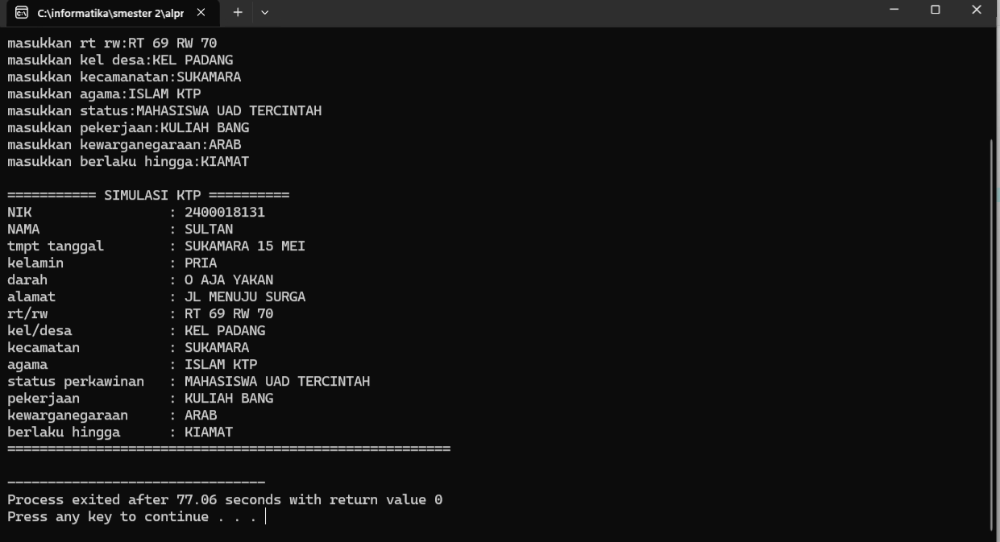 C:\informatika\smester 2\alpr
masukkan rt rw:RT 69 RW 70
masukkan kel desa:KEL PADANG
masukkan kecamanatan:SUKAMARA
masukkan agama:ISLAM KTP
masukkan status:MAHASISWA UAD TERCINTAH
masukkan pekerjaan:KULIAH BANG
masukkan kewarganegaraan:ARAB
masukkan berlaku hingga:KIAMAT
=========== SIMULASI KTP ==========
NIK : 2400018131
NAMA : SULTAN
tmpt tanggal : SUKAMARA 15 MEI
kelamin : PRIA
darah : O AJA YAKAN
alamat : JL MENUJU SURGA
rt/rw : RT 69 RW 70
kel/desa : KEL PADANG
kecamatan : SUKAMARA
agama : ISLAM KTP
status perkawinan : MAHASISWA UAD TERCINTAH
pekerjaan : KULIAH BANG
kewarganegaraan : ARAB
berlaku hingga : KIAMAT
=======================================================
--------------------------------
Process exited after 77.06 seconds with return value 0
Press any key to continue . . .